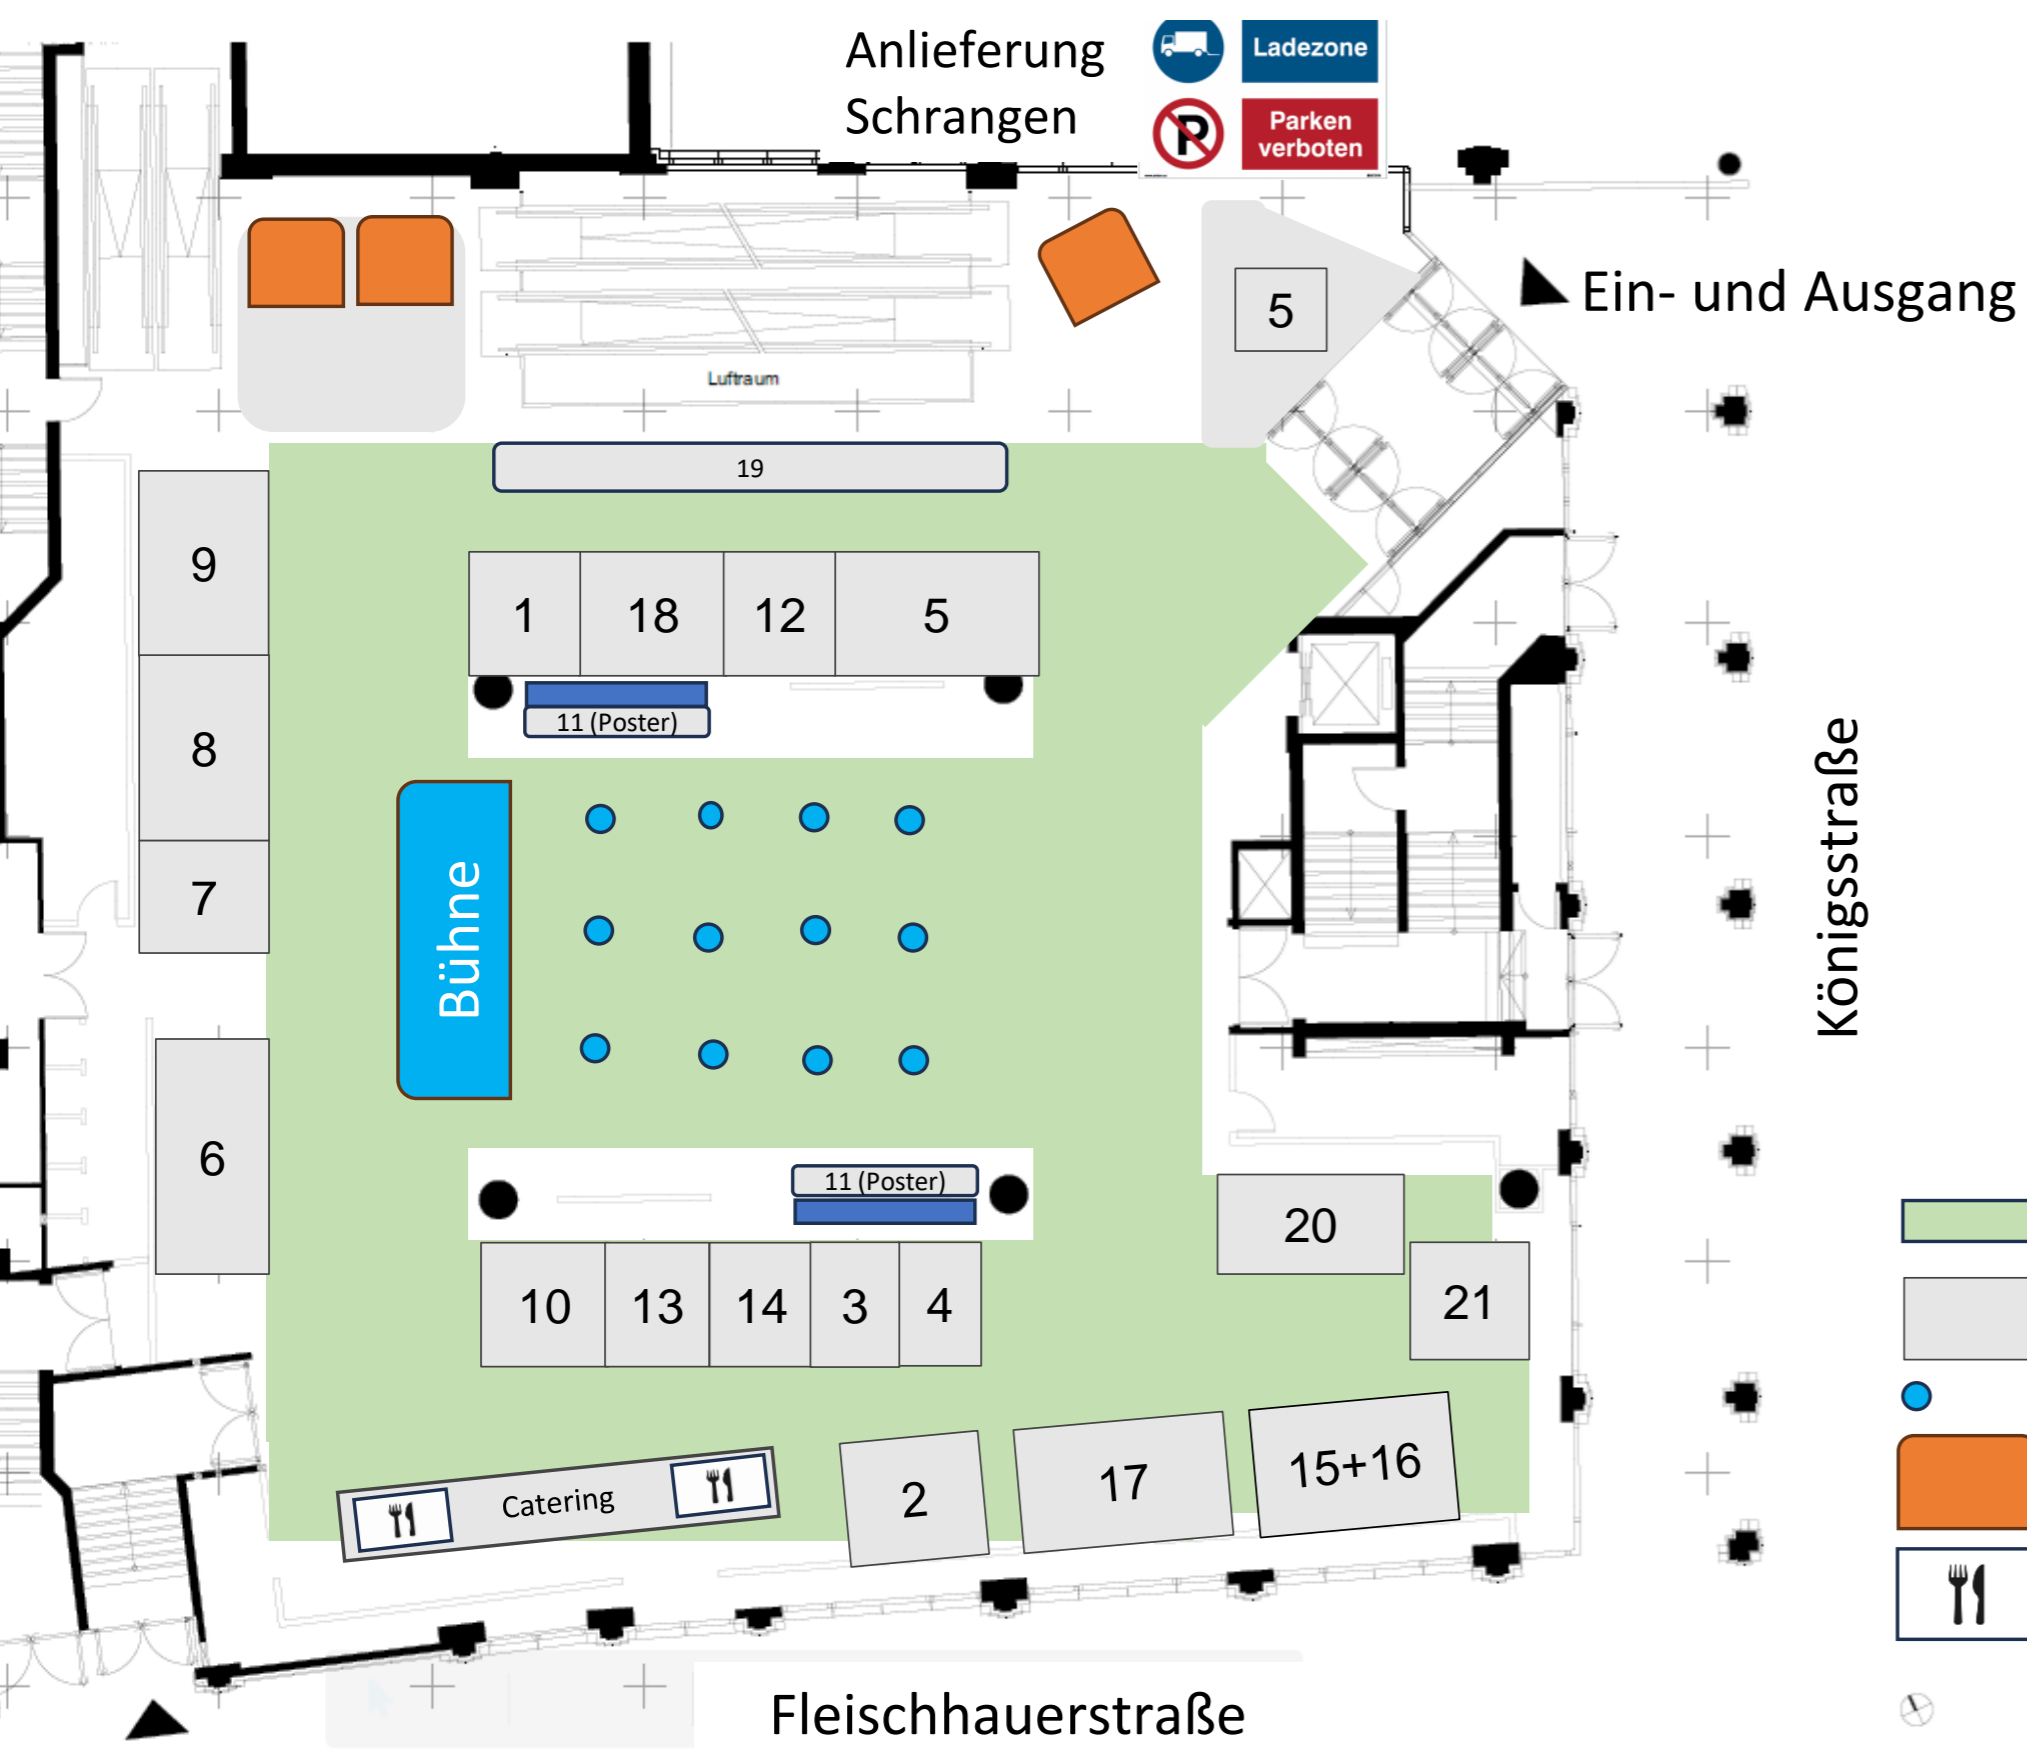 Anlieferung
Schrangen
Ladezone
P
Parken
verboten
Ein- und Ausgang
5
Luftraum
19
9
1
18
12
5
11 (Poster)
8
7
Bühne
Königsstraße
6
11 (Poster)
20
10
13
14
3
4
21
Catering
2
17
15+16
Fleischhauerstraße